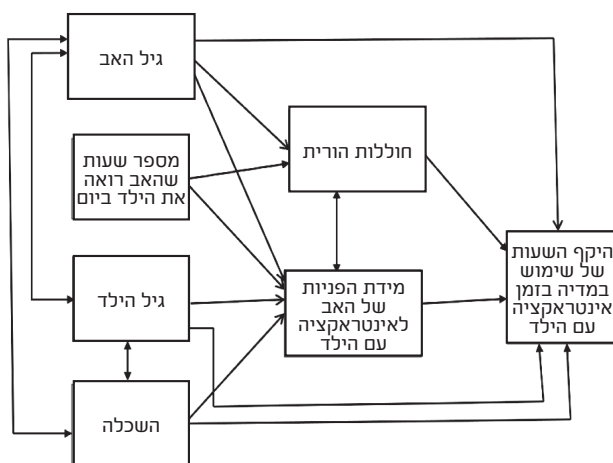 גיל האב
מספר שעות
שהאב רואה
את הילד ביום
גיל הילד
השכלה
חוללות הורית
מידת הפניות
של האב
לאינטראקציה
עם הילד
היקף השעות
של שימוש
במדיה בזמן
אינטראקציה
עם הילד